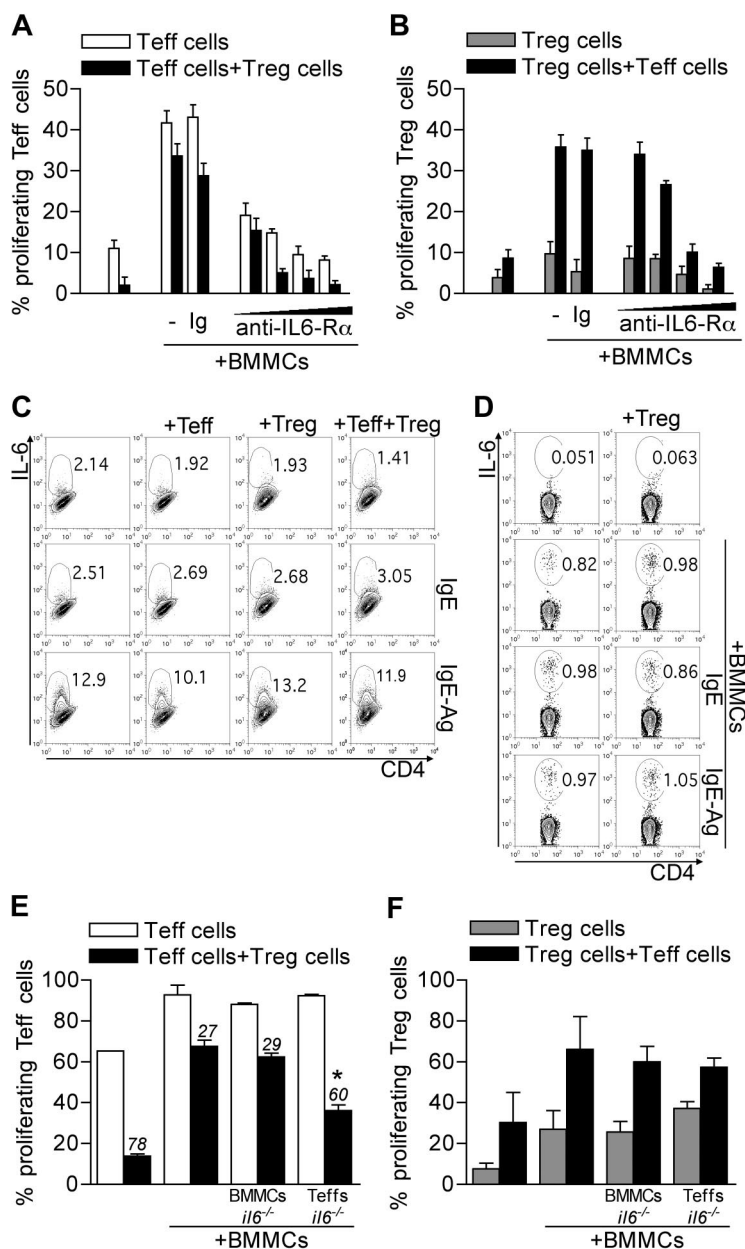 A
Teff cells
Teff cells+Treg cells
% proliferating Teff cells
50
40
30
20
10
0
- Ig anti-IL6-Rα
+BMMCs
B
Treg cells
Treg cells+Teff cells
% proliferating Treg cells
50
40
30
20
10
0
- Ig anti-IL6-Rα
+BMMCs
C
+Teff +Treg +Teff+Treg
IL-6
2.14 1.92 1.93 1.41
2.51 2.69 2.68 3.05
IgE
12.9 10.1 13.2 11.9
IgE-Ag
CD4
D
+Treg
IL-6
0.051 0.063
0.82 0.98
0.98 0.86
IgE
0.97 1.05
IgE-Ag
+BMMCs
CD4
E
Teff cells
Teff cells+Treg cells
% proliferating Teff cells
100
80
60
40
20
0
78 27 29 * 60
BMMCs Teffs
il6-/- il6-/-
+BMMCs
F
Treg cells
Treg cells+Teff cells
% proliferating Treg cells
100
80
60
40
20
0
BMMCs Teffs
il6-/- il6-/-
+BMMCs